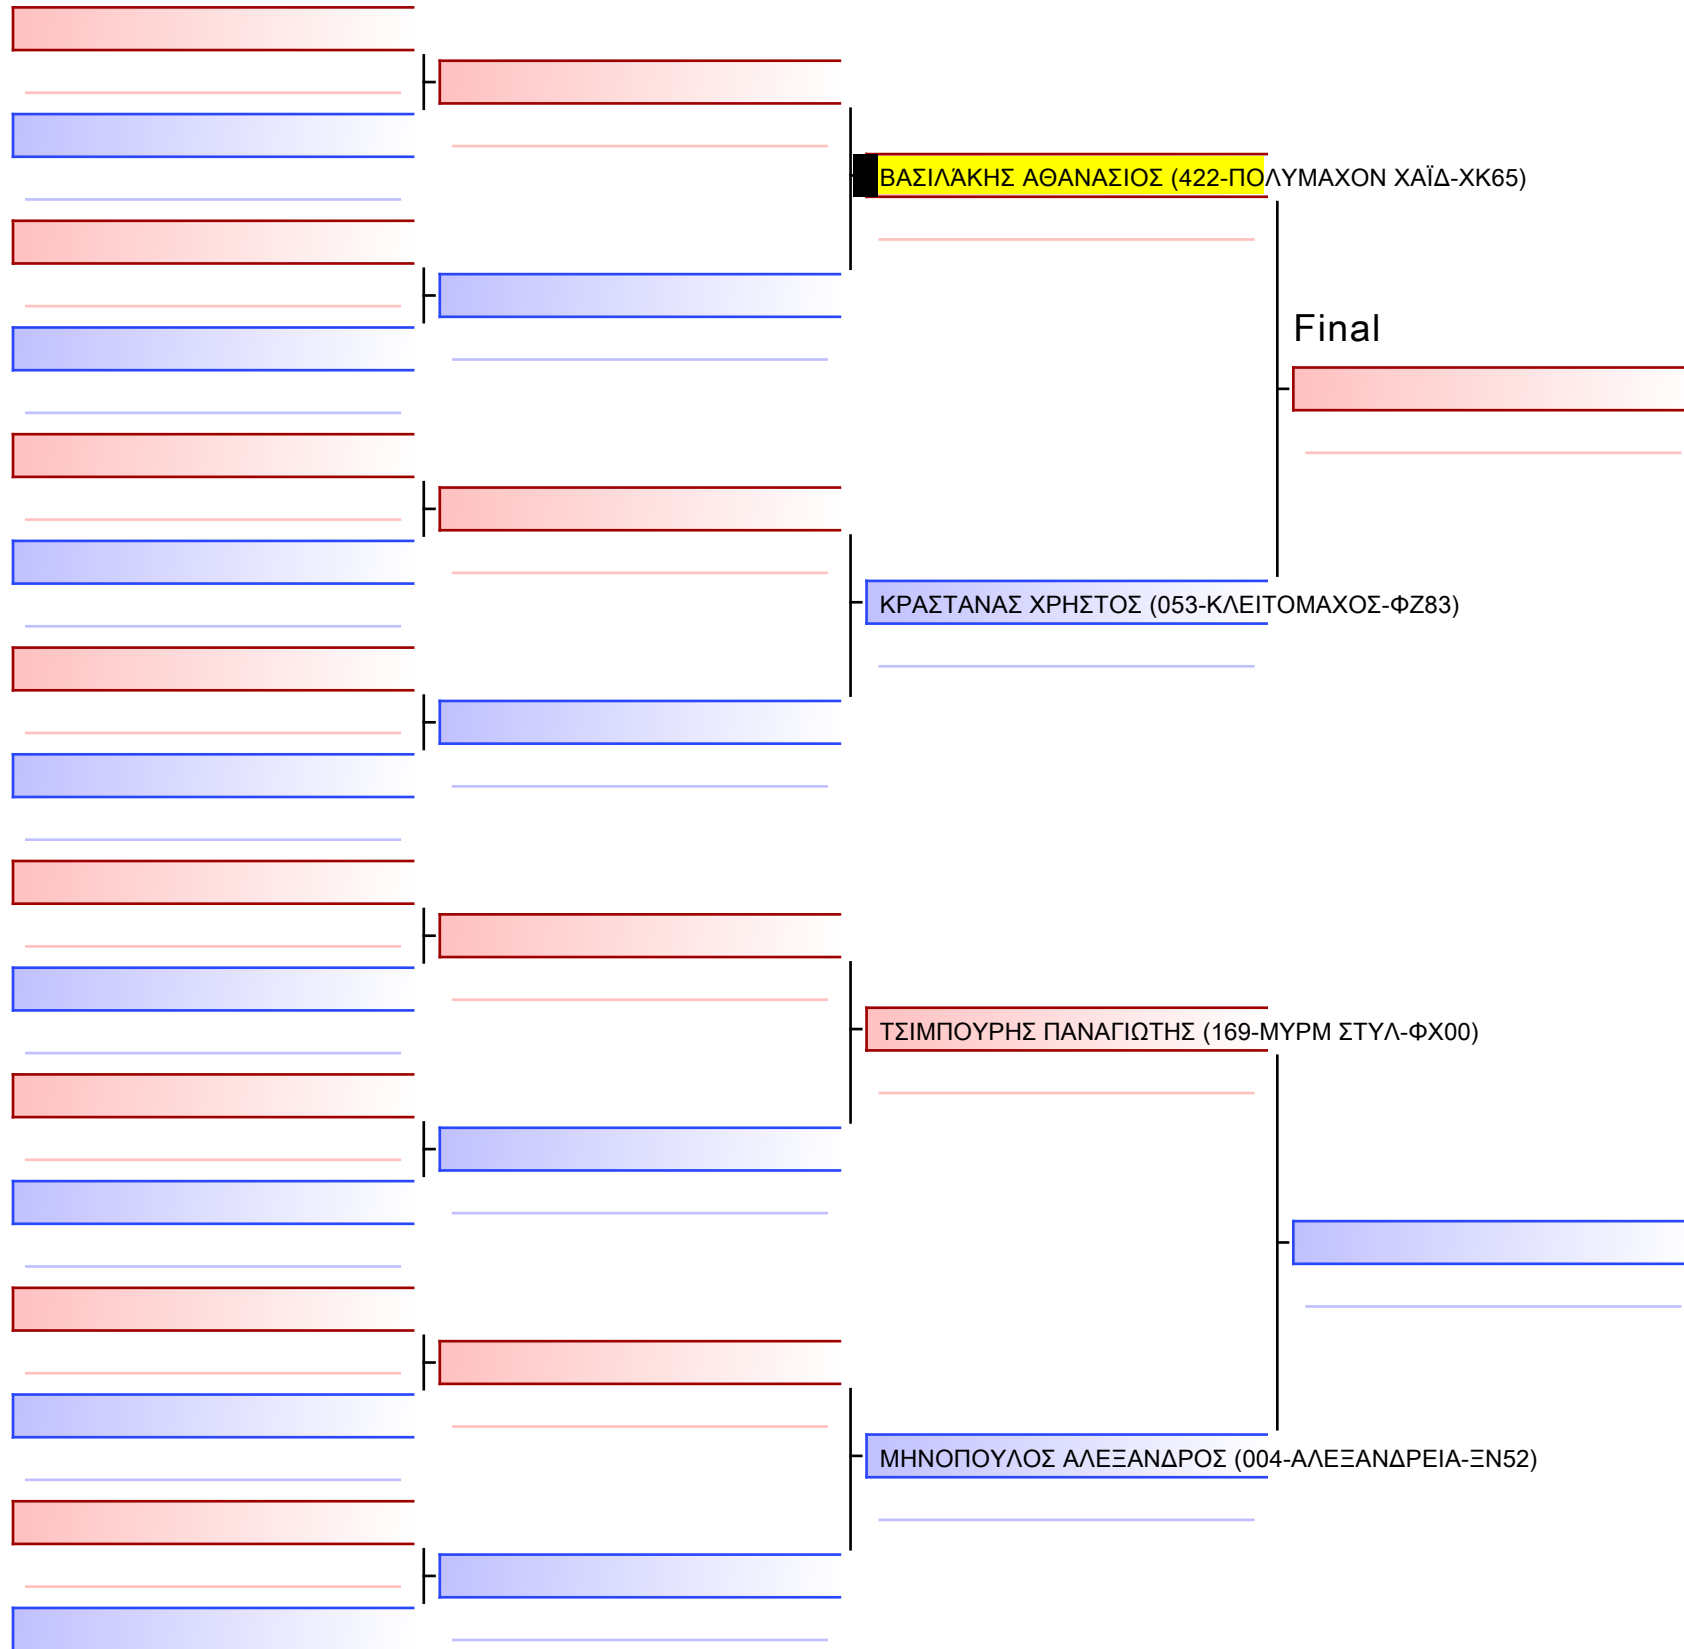 ΒΑΣΙΛΆΚΗΣ ΑΘΑΝΑΣΙΟΣ (422-ΠΟΛΥΜΑΧΟΝ ΧΑΪΔ-ΧΚ65)
Final
ΚΡΑΣΤΑΝΑΣ ΧΡΗΣΤΟΣ (053-ΚΛΕΙΤΟΜΑΧΟΣ-ΦΖ83)
ΤΣΙΜΠΟΥΡΗΣ ΠΑΝΑΓΙΩΤΗΣ (169-ΜΥΡΜ ΣΤΥΛ-ΦΧ00)
ΜΗΝΟΠΟΥΛΟΣ ΑΛΕΞΑΝΔΡΟΣ (004-ΑΛΕΞΑΝΔΡΕΙΑ-ΞΝ52)